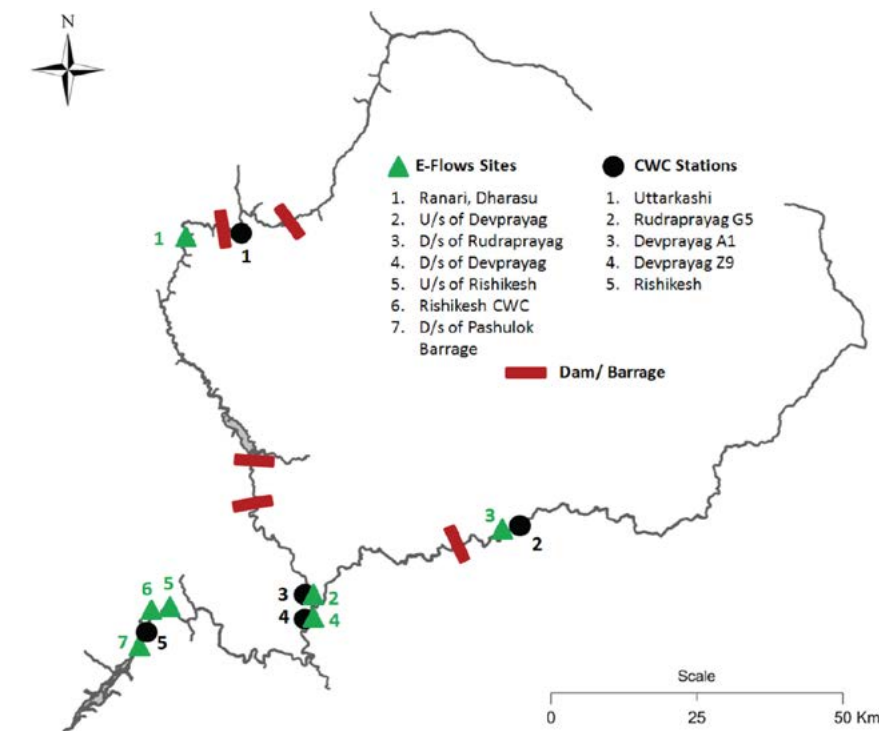 N
E-Flows Sites
1. Ranari, Dharasu
2. U/s of Devprayag
3. D/s of Rudraprayag
4. D/s of Devprayag
5. U/s of Rishikesh
6. Rishikesh CWC
7. D/s of Pashulok
Barrage
CWC Stations
1. Uttarkashi
2. Rudraprayag G5
3. Devprayag A1
4. Devprayag Z9
5. Rishikesh
Dam/ Barrage
1
1
3
2
3
2
4
4
6
5
5
7
Scale
0
25
50 Km